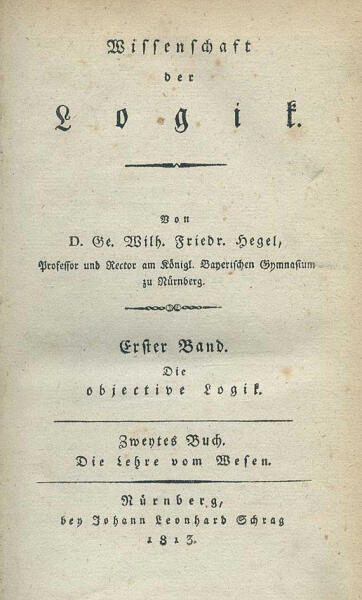 Wissenschaft
der
Logik.
Von
D. Ge. Wilh. Friedr. Hegel,
Professor und Rector am Königl. Bayerischen Gymnasium
zu Nürnberg.
Erster Band.
Die
objective Logik.
Zweytes Buch.
Die Lehre vom Wesen.
Nürnberg,
bey Johann Leonhard Schrag
1813.